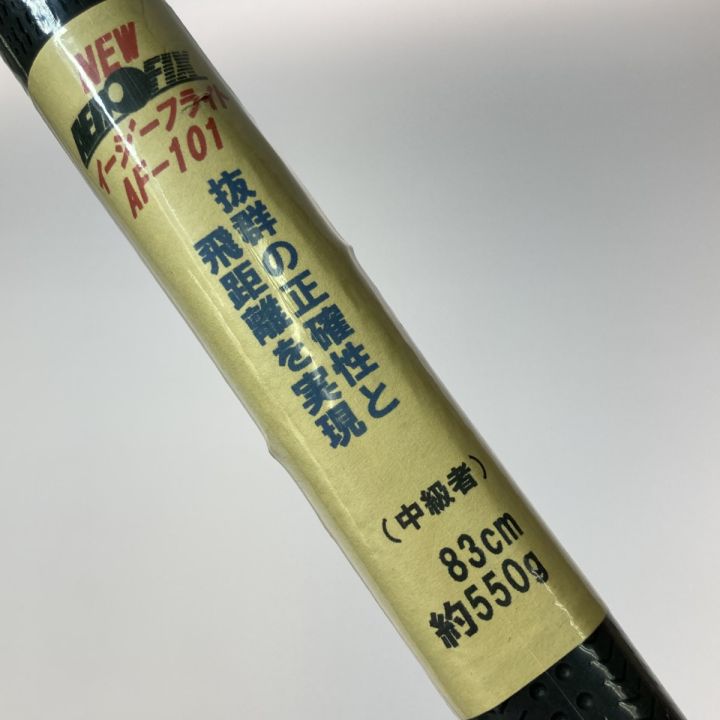 NEW
イージーフライト
AF-101
抜群の正確性と
飛距離を実現
(中級者)
83cm
約550g